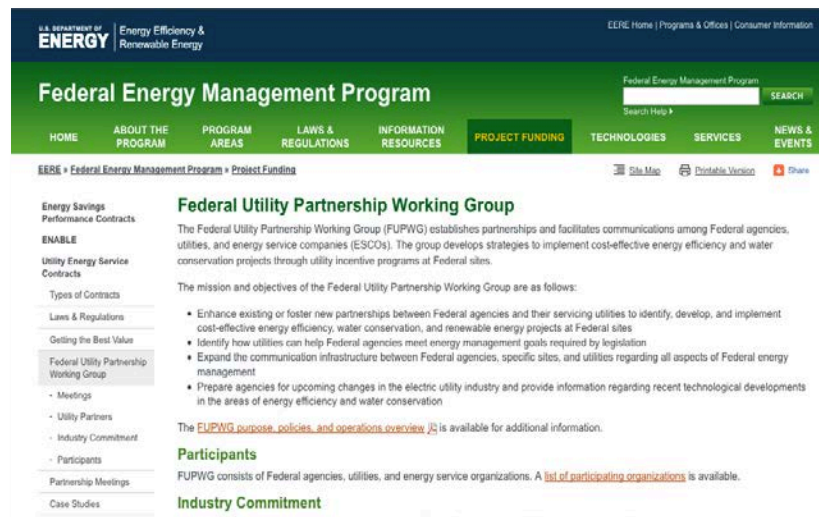 U.S. DEPARTMENT OF
ENERGY
Energy Efficiency &
Renewable Energy
EERE Home | Programs & Offices | Consumer Information
Federal Energy Management Program
Federal Energy Management Program
SEARCH
Search Help
HOME
ABOUT THE
PROGRAM
PROGRAM
AREAS
LAWS &
REGULATIONS
INFORMATION
RESOURCES
PROJECT FUNDING
TECHNOLOGIES
SERVICES
NEWS &
EVENTS
EERE » Federal Energy Management Program » Project Funding
Site Map
Printable Version
Share
Energy Savings
Performance Contracts
ENABLE
Utility Energy Service
Contracts
Types of Contracts
Laws & Regulations
Getting the Best Value
Federal Utility Partnership
Working Group
- Meetings
- Utility Partners
- Industry Commitment
- Participants
Partnership Meetings
Case Studies
Federal Utility Partnership Working Group
The Federal Utility Partnership Working Group (FUPWG) establishes partnerships and facilitates communications among Federal agencies,
utilities, and energy service companies (ESCOs). The group develops strategies to implement cost-effective energy efficiency and water
conservation projects through utility incentive programs at Federal sites.
The mission and objectives of the Federal Utility Partnership Working Group are as follows:
• Enhance existing or foster new partnerships between Federal agencies and their servicing utilities to identify, develop, and implement
cost-effective energy efficiency, water conservation, and renewable energy projects at Federal sites
• Identify how utilities can help Federal agencies meet energy management goals required by legislation
• Expand the communication infrastructure between Federal agencies, specific sites, and utilities regarding all aspects of Federal energy
management
• Prepare agencies for upcoming changes in the electric utility industry and provide information regarding recent technological developments
in the areas of energy efficiency and water conservation
The FUPWG purpose, policies, and operations overview is available for additional information.
Participants
FUPWG consists of Federal agencies, utilities, and energy service organizations. A list of participating organizations is available.
Industry Commitment